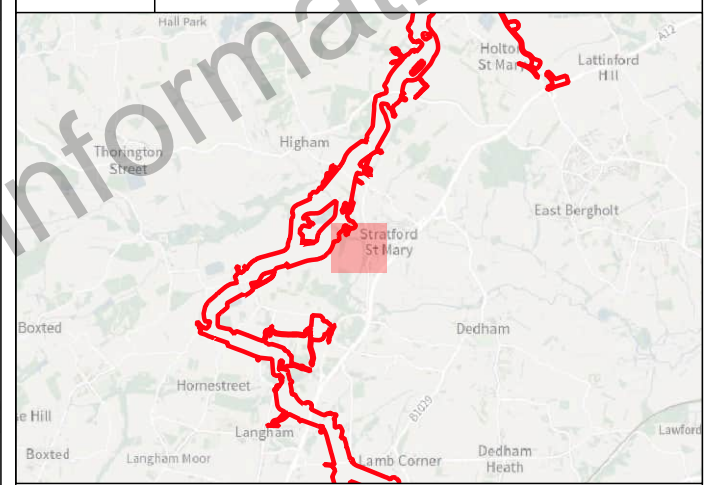 Hall Park
A12
Holton
St Mary
Lattinford
Hill
Higham
Thorington
Street
informati
East Bergholt
Stratford
St Mary
Boxted
Dedham
Homestreet
B1029
e Hill
Langham
Lawford
Boxted
Langham Moor
Lamb Corner
Dedham
Heath